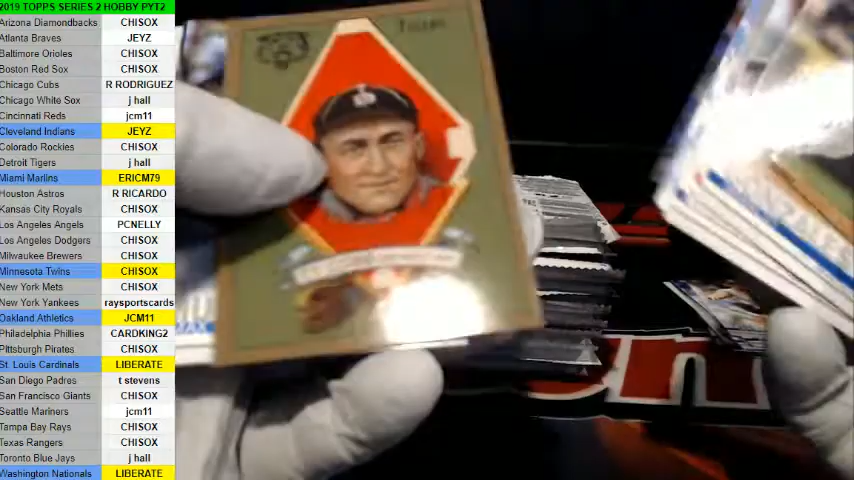 2019 TOPPS SERIES 2 HOBBY PYT2
Arizona Diamondbacks CHISOX
Atlanta Braves JEYZ
Baltimore Orioles CHISOX
Boston Red Sox CHISOX
Chicago Cubs R RODRIGUEZ
Chicago White Sox j hall
Cincinnati Reds jcm11
Cleveland Indians JEYZ
Colorado Rockies CHISOX
Detroit Tigers j hall
Miami Marlins ERICM79
Houston Astros R RICARDO
Kansas City Royals CHISOX
Los Angeles Angels PCNELLY
Los Angeles Dodgers CHISOX
Milwaukee Brewers CHISOX
Minnesota Twins CHISOX
New York Mets CHISOX
New York Yankees raysportscards
Oakland Athletics JCM11
Philadelphia Phillies CARDKING2
Pittsburgh Pirates CHISOX
St. Louis Cardinals LIBERATE
San Diego Padres t stevens
San Francisco Giants CHISOX
Seattle Mariners jcm11
Tampa Bay Rays CHISOX
Texas Rangers CHISOX
Toronto Blue Jays j hall
Washington Nationals LIBERATE
TIGERS